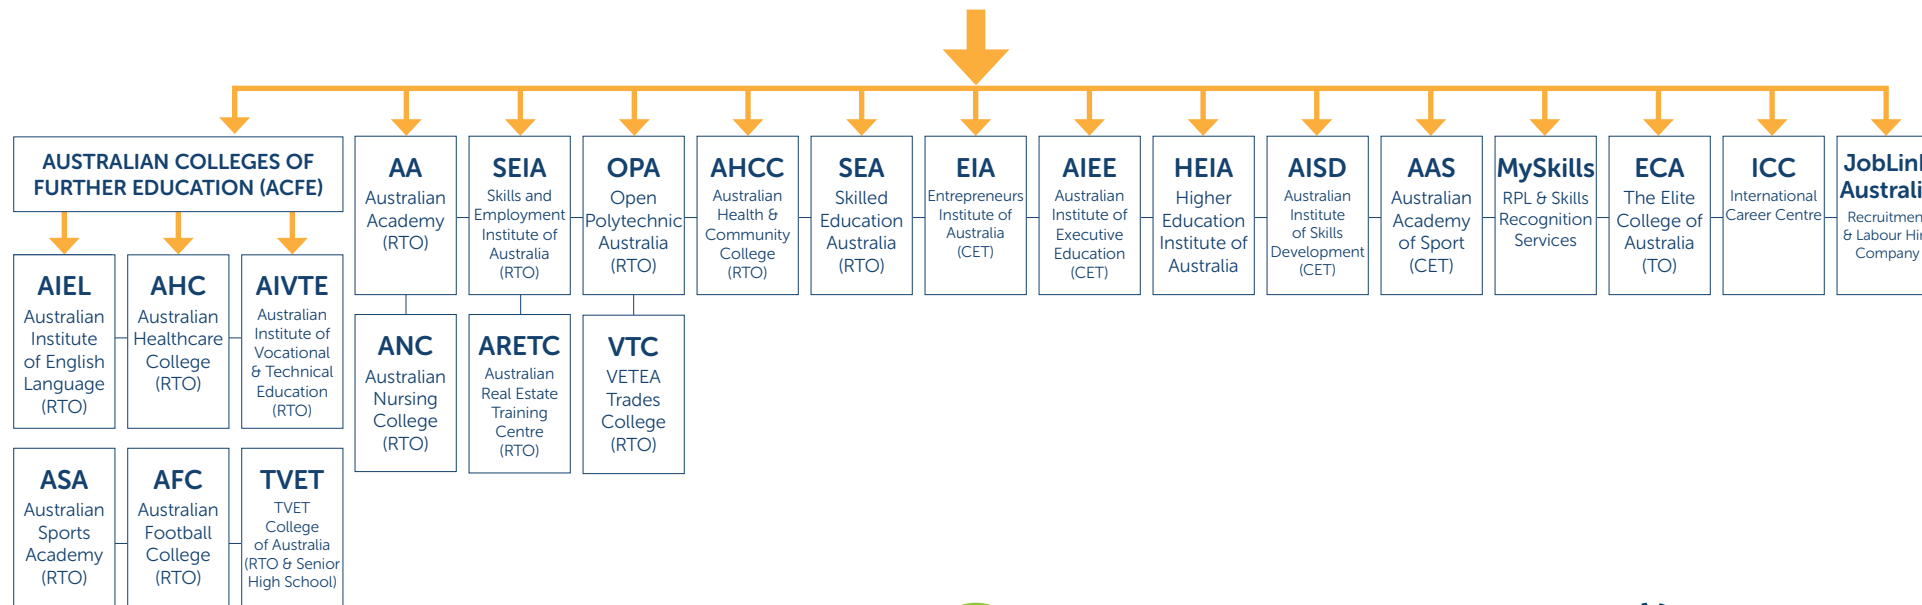 AUSTRALIAN COLLEGES OF
FURTHER EDUCATION (ACFE)
AA
Australian
Academy
(RTO)
SEIA
Skills and
Employment
Institute of
Australia
(RTO)
OPA
Open
Polytechnic
Australia
(RTO)
AHCC
Australian
Health &
Community
College
(RTO)
SEA
Skilled
Education
Australia
(RTO)
EIA
Entrepreneurs
Institute of
Australia
(CET)
AIEE
Australian
Institute of
Executive
Education
(CET)
HEIA
Higher
Education
Institute of
Australia
AISD
Australian
Institute
of Skills
Development
(CET)
AAS
Australian
Academy
of Sport
(CET)
MySkills
RPL & Skills
Recognition
Services
ECA
The Elite
College of
Australia
(TO)
ICC
International
Career Centre
JobLink
Australi
Recruitmen
& Labour Hir
Company
AIEL
Australian
Institute
of English
Language
(RTO)
AHC
Australian
Healthcare
College
(RTO)
AIVTE
Australian
Institute of
Vocational
& Technical
Education
(RTO)
ANC
Australian
Nursing
College
(RTO)
ARETC
Australian
Real Estate
Training
Centre
(RTO)
VTC
VETEA
Trades
College
(RTO)
ASA
Australian
Sports
Academy
(RTO)
AFC
Australian
Football
College
(RTO)
TVET
TVET
College
of Australia
(RTO & Senior
High School)